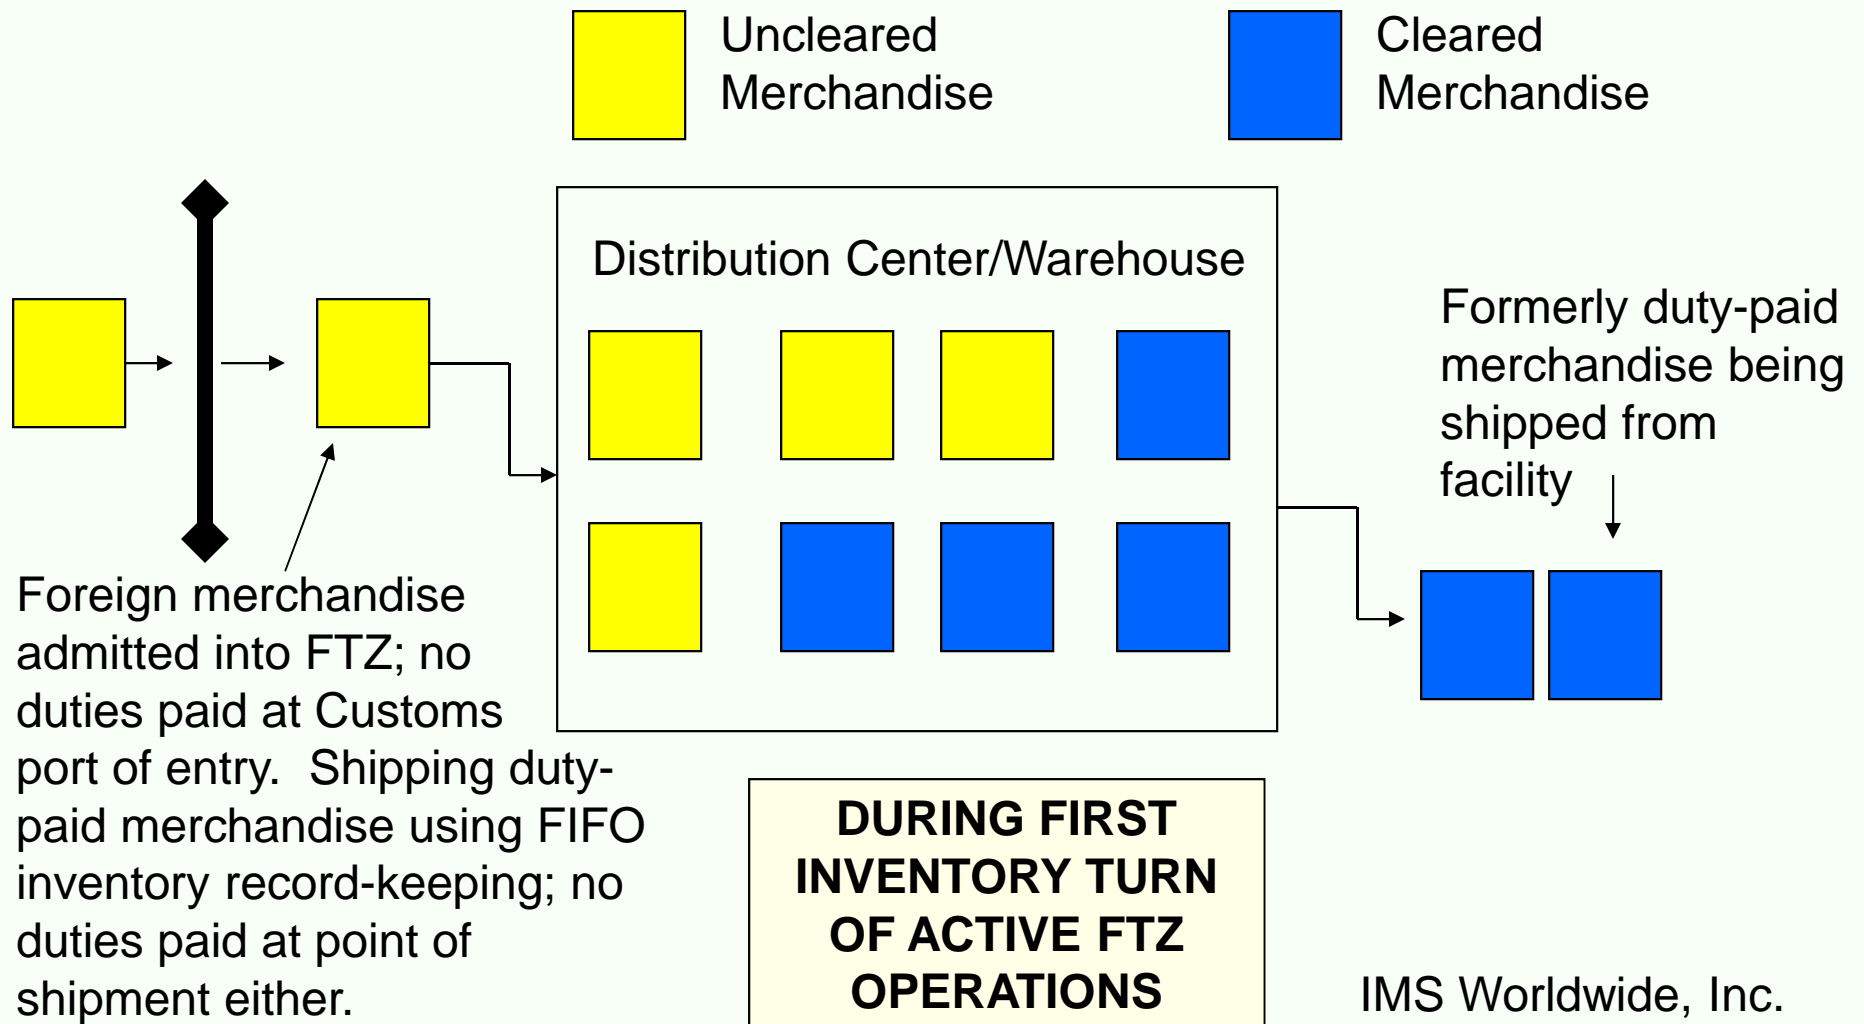 Uncleared
Merchandise
Cleared
Merchandise
Distribution Center/Warehouse
Formerly duty-paid
merchandise being
shipped from
facility
Foreign merchandise
admitted into FTZ; no
duties paid at Customs
port of entry.  Shipping duty-
paid merchandise using FIFO
inventory record-keeping; no
duties paid at point of
shipment either.
DURING FIRST
INVENTORY TURN
OF ACTIVE FTZ
OPERATIONS
IMS Worldwide, Inc.